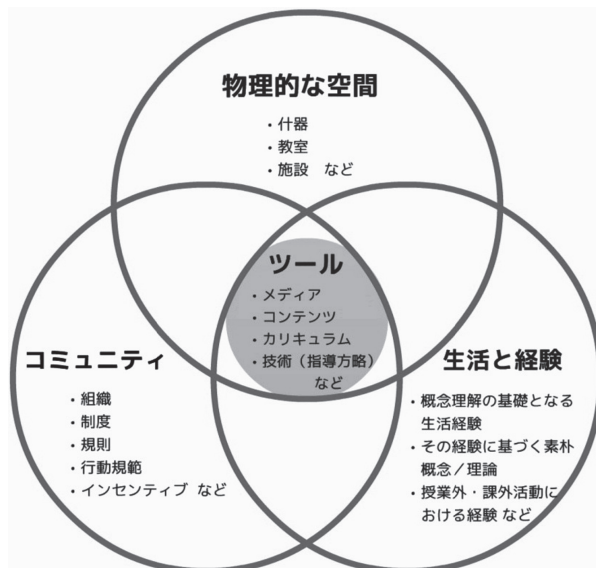 物理的な空間
・什器
・教室
・施設　など
ツール
・メディア
・コンテンツ
・カリキュラム
・技術（指導方略）
など
コミュニティ
・組織
・制度
・規則
・行動規範
・インセンティブ など
生活と経験
・概念理解の基礎となる
生活経験
・その経験に基づく素朴
概念／理論
・授業外・課外活動に
おける経験 など